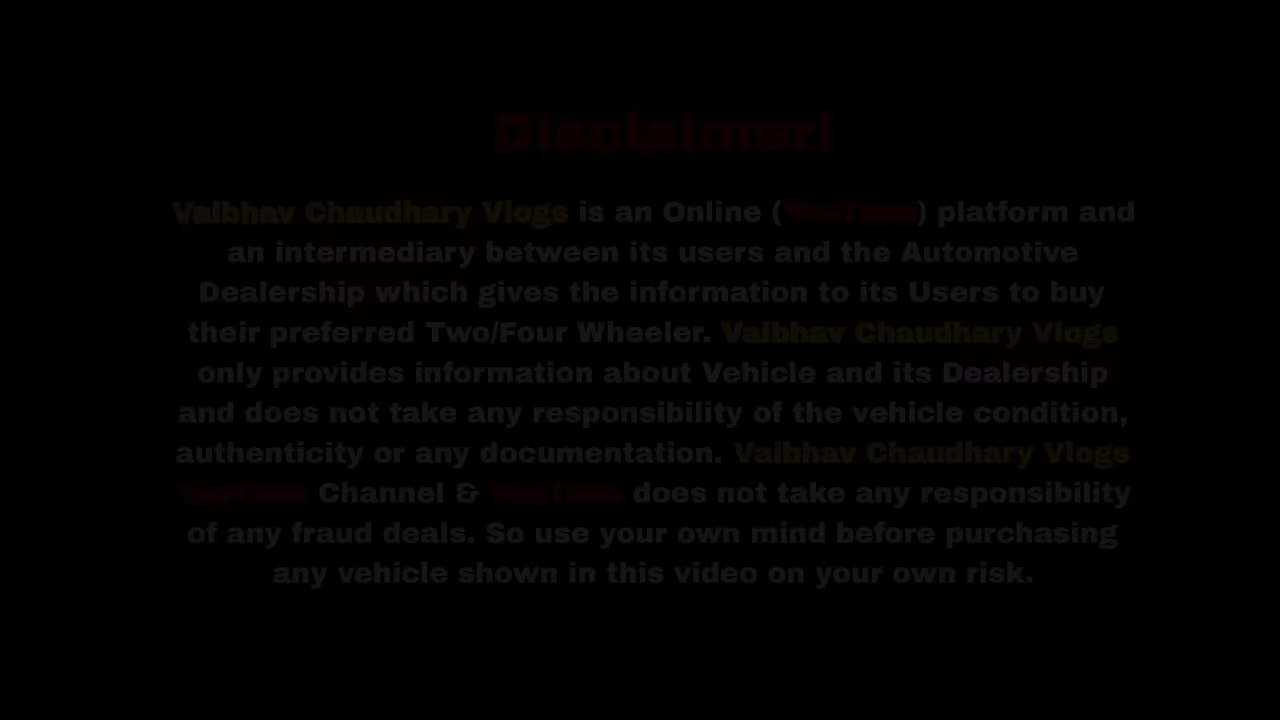 Disclaimer!
Vaibhav Chaudhary Vlogs is an Online (YouTube) platform and
an intermediary between its users and the Automotive
Dealership which gives the information to its Users to buy
their preferred Two/Four Wheeler. Vaibhav Chaudhary Vlogs
only provides information about Vehicle and its Dealership
and does not take any responsibility of the vehicle condition,
authenticity or any documentation. Vaibhav Chaudhary Vlogs
YouTube Channel & YouTube does not take any responsibility
of any fraud deals. So use your own mind before purchasing
any vehicle shown in this video on your own risk.